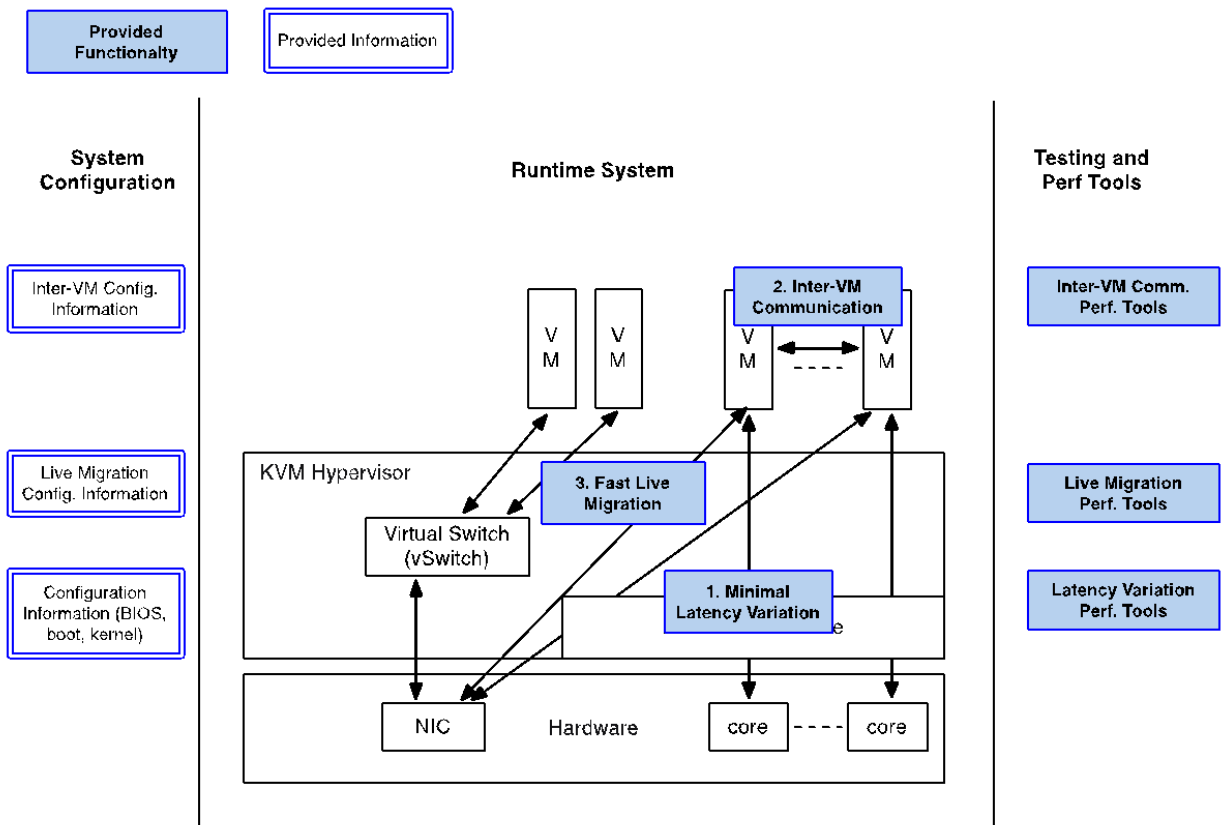 Provided
Functionalty
Provided Information
System
Configuration
Runtime System
Testing and
Perf Tools
Inter-VM Config.
Information
2. Inter-VM
Communication
Inter-VM Comm.
Perf. Tools
V
M
V
M
V
M
V
M
Live Migration
Config. Information
KVM Hypervisor
3. Fast Live
Migration
Live Migration
Perf. Tools
Virtual Switch
(vSwitch)
Configuration
Information (BIOS,
boot, kernel)
1. Minimal
Latency Variation
Latency Variation
Perf. Tools
NIC
Hardware
core
core